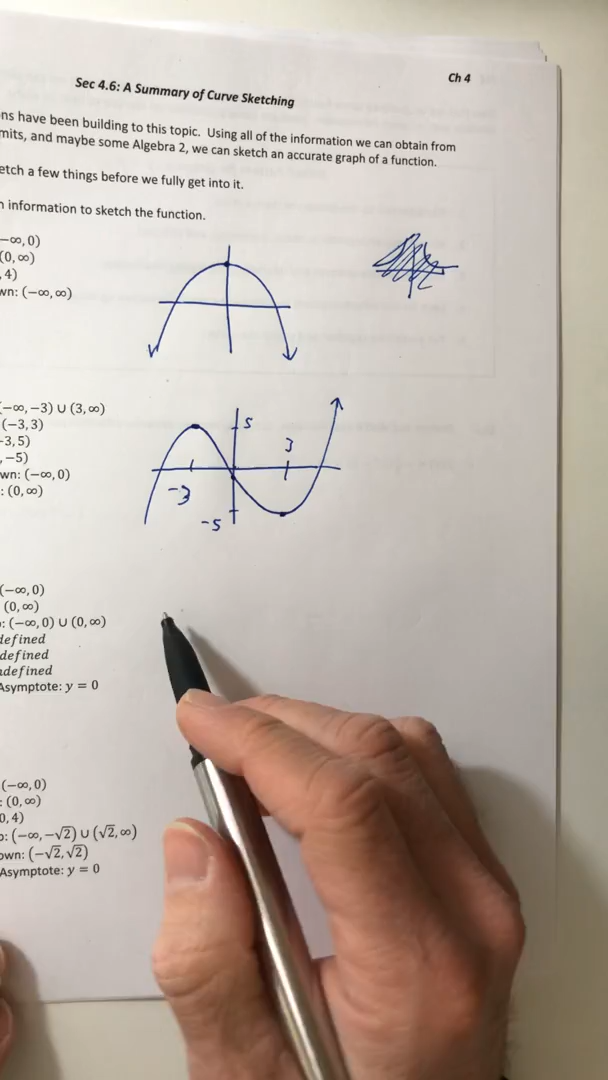 Ch 4
Sec 4.6: A Summary of Curve Sketching
ns have been building to this topic. Using all of the information we can obtain from
mits, and maybe some Algebra 2, we can sketch an accurate graph of a function.
etch a few things before we fully get into it.
information to sketch the function.
−∞, 0)
(0, ∞)
, 4)
wn: (−∞, ∞)
(−∞, −3) ∪ (3, ∞)
(−3, 3)
−3, 5)
, −5)
wn: (−∞, 0)
: (0, ∞)
5
3
−3
−5
(−∞, 0)
(0, ∞)
: (−∞, 0) ∪ (0, ∞)
defined
defined
defined
Asymptote: y = 0
(−∞, 0)
: (0, ∞)
0, 4)
: (−∞, −√2) ∪ (√2, ∞)
own: (−√2, √2)
Asymptote: y = 0